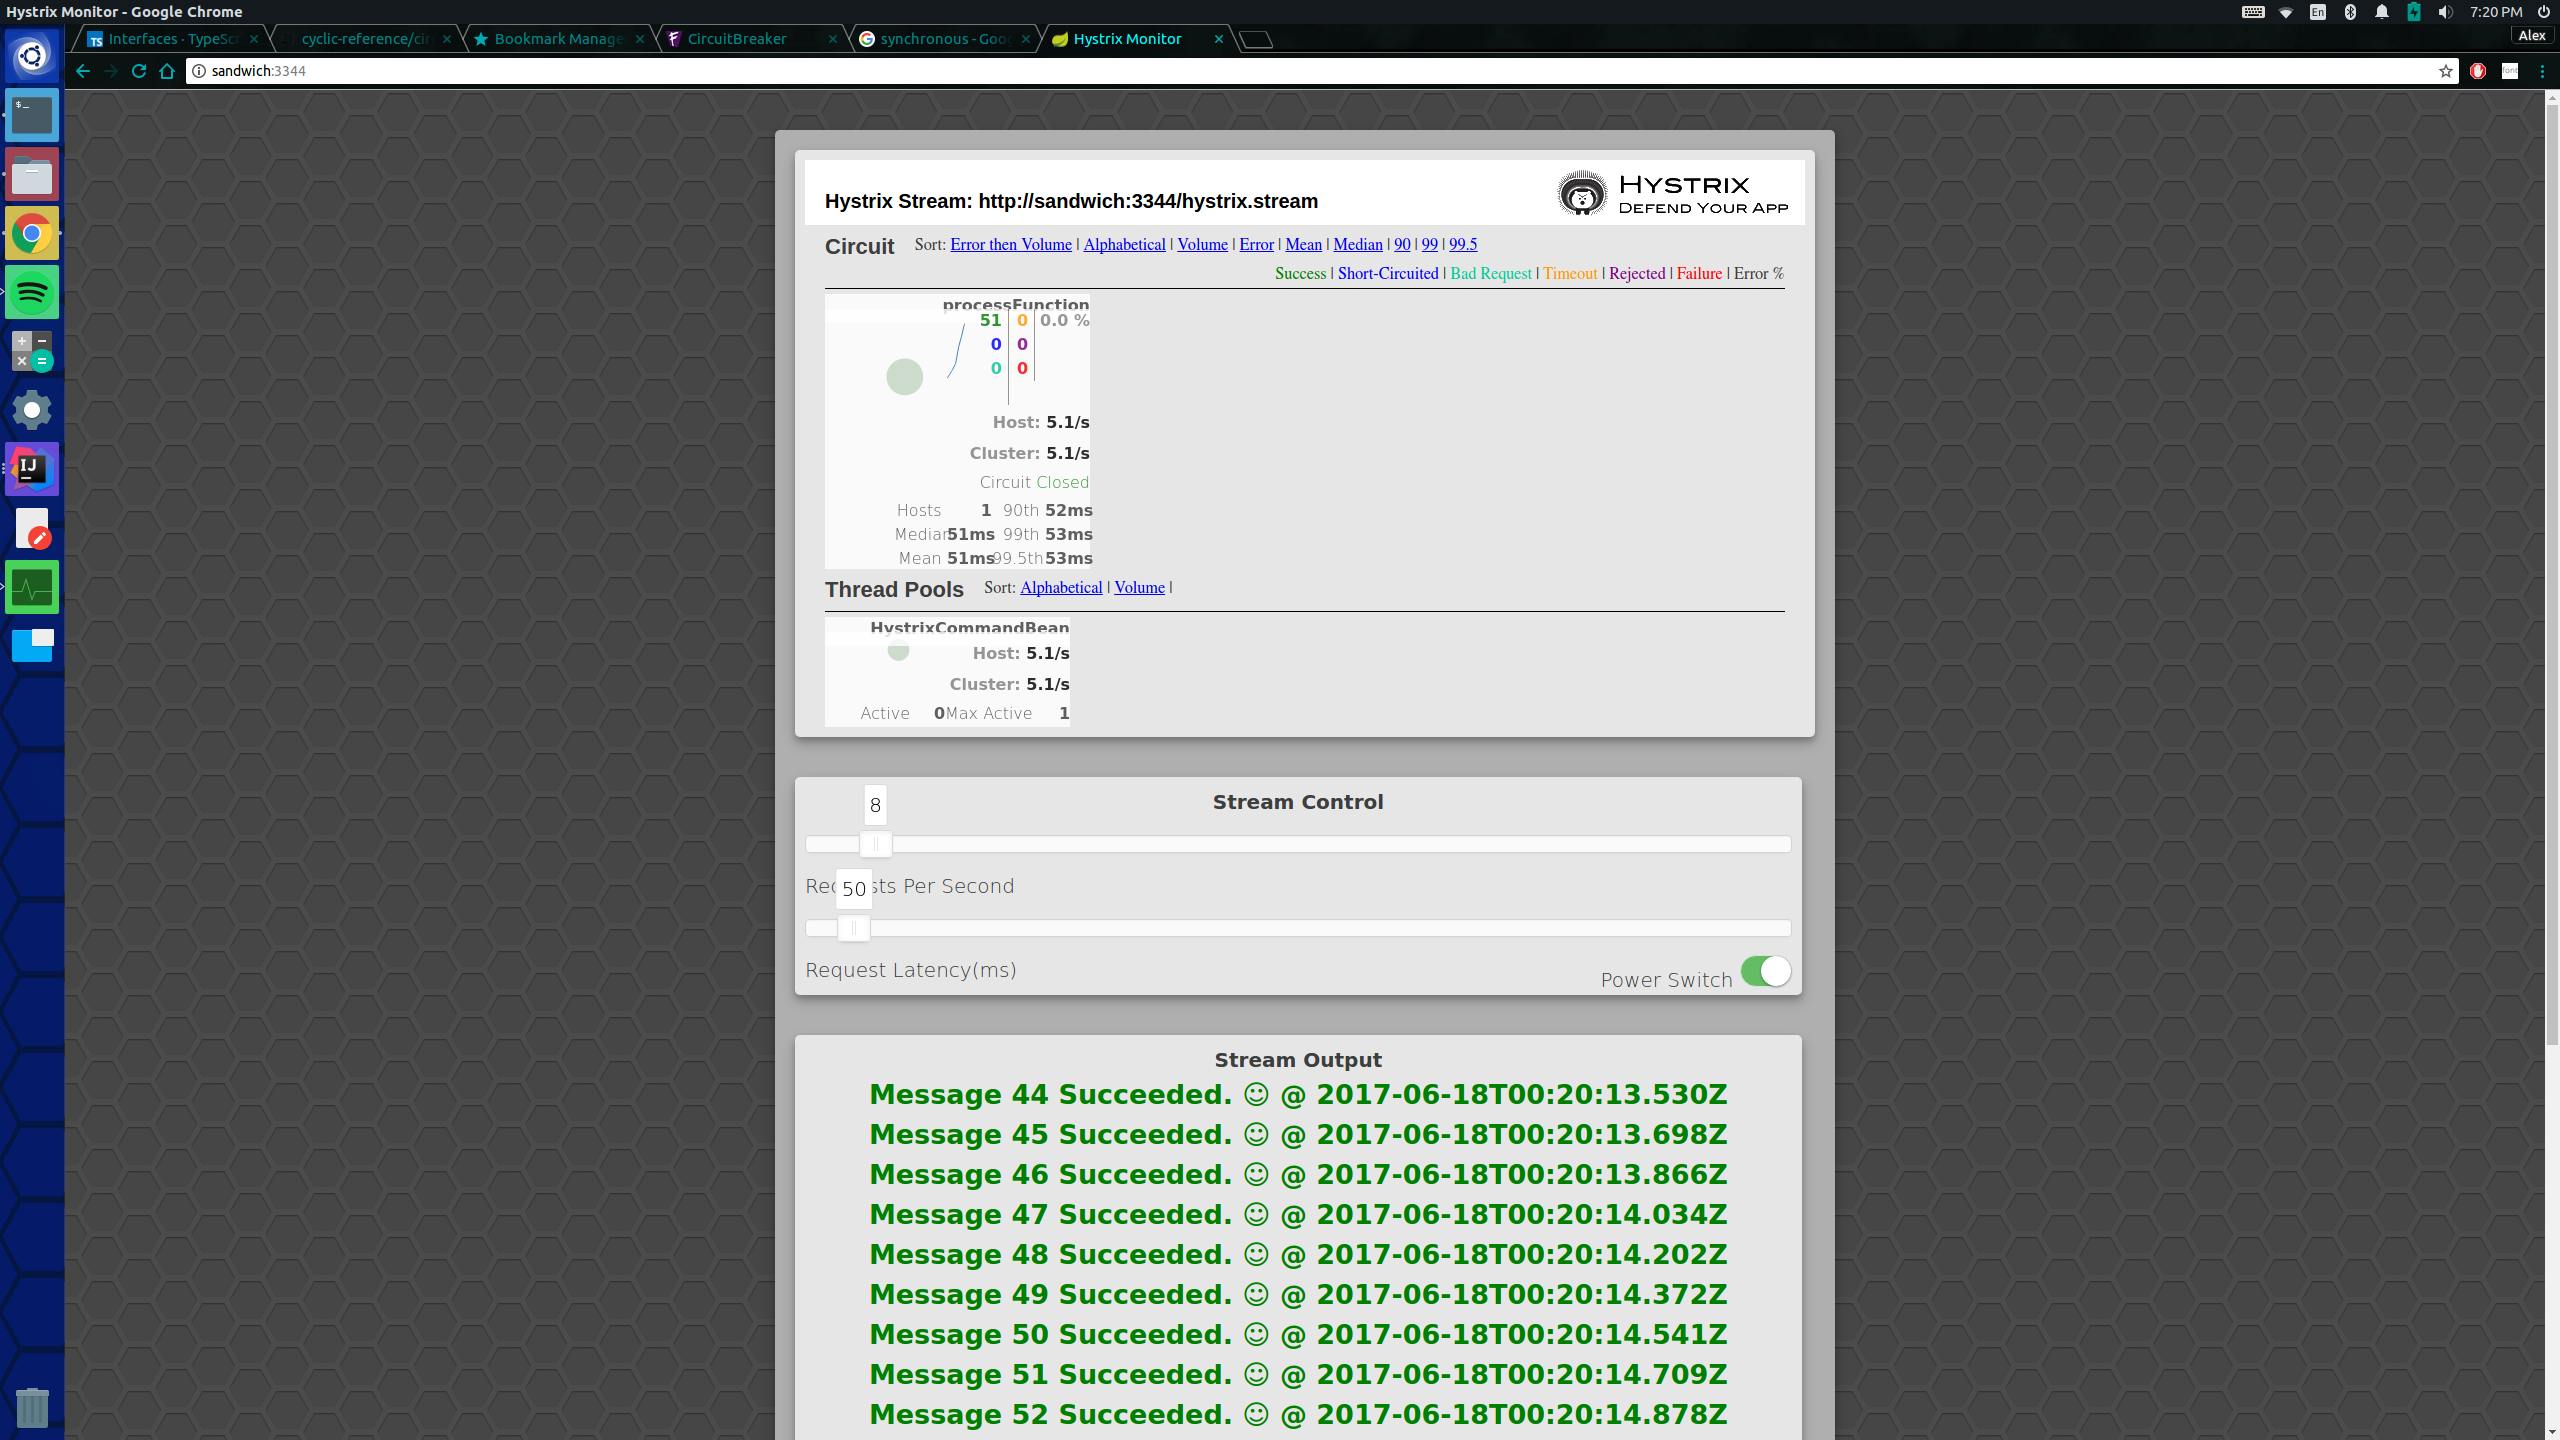 Hystrix Monitor - Google Chrome
En
7:20 PM
Interfaces · TypeSc
cyclic-reference/cir
Bookmark Manage
CircuitBreaker
synchronous - Goo
Hystrix Monitor
Alex
sandwich:3344
Hystrix Stream: http://sandwich:3344/hystrix.stream
HYSTRIX
DEFEND YOUR APP
Circuit Sort: Error then Volume | Alphabetical | Volume | Error | Mean | Median | 90 | 99 | 99.5
Success | Short-Circuited | Bad Request | Timeout | Rejected | Failure | Error %
processFunction
51 0 0.0 %
0 0
0 0
Host: 5.1/s
Cluster: 5.1/s
Circuit Closed
Hosts 1 90th 52ms
Median 51ms 99th 53ms
Mean 51ms 99.5th 53ms
Thread Pools Sort: Alphabetical | Volume |
HystrixCommandBean
Host: 5.1/s
Cluster: 5.1/s
Active 0 Max Active 1
Stream Control
8
Requests Per Second
50
Request Latency(ms)
Power Switch
Stream Output
Message 44 Succeeded. ☺ @ 2017-06-18T00:20:13.530Z
Message 45 Succeeded. ☺ @ 2017-06-18T00:20:13.698Z
Message 46 Succeeded. ☺ @ 2017-06-18T00:20:13.866Z
Message 47 Succeeded. ☺ @ 2017-06-18T00:20:14.034Z
Message 48 Succeeded. ☺ @ 2017-06-18T00:20:14.202Z
Message 49 Succeeded. ☺ @ 2017-06-18T00:20:14.372Z
Message 50 Succeeded. ☺ @ 2017-06-18T00:20:14.541Z
Message 51 Succeeded. ☺ @ 2017-06-18T00:20:14.709Z
Message 52 Succeeded. ☺ @ 2017-06-18T00:20:14.878Z